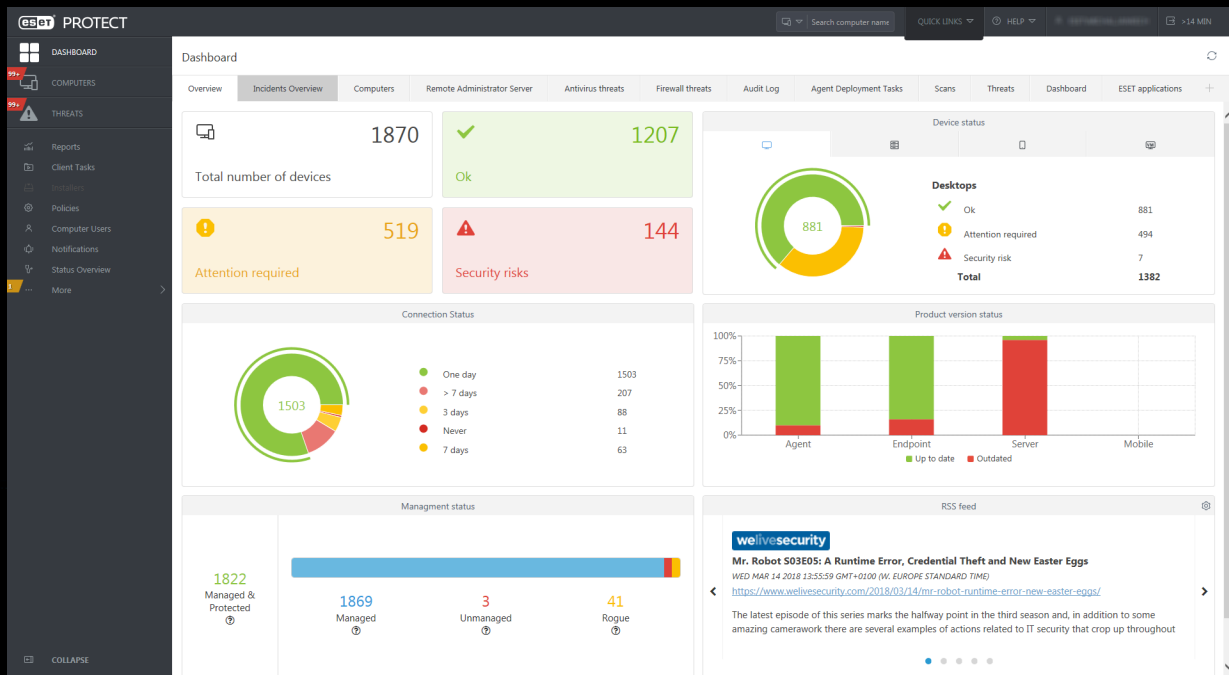 eset PROTECT
Search computer name
QUICK LINKS
HELP
>14 MIN
DASHBOARD
99+
COMPUTERS
99+
THREATS
Reports
Client Tasks
Installers
Policies
Computer Users
Notifications
Status Overview
!
More
COLLAPSE
Dashboard
Overview Incidents Overview Computers Remote Administrator Server Antivirus threats Firewall threats Audit Log Agent Deployment Tasks Scans Threats Dashboard ESET applications
1870
Total number of devices
1207
Ok
519
Attention required
144
Security risks
Device status
881
Desktops
Ok 881
Attention required 494
Security risk 7
Total 1382
Connection Status
1503
One day 1503
> 7 days 207
3 days 88
Never 11
7 days 63
Product version status
100%
75%
50%
25%
0%
Agent Endpoint Server Mobile
Up to date Outdated
Managment status
1822
Managed &
Protected
1869
Managed
3
Unmanaged
41
Rogue
RSS feed
welivesecurity
Mr. Robot S03E05: A Runtime Error, Credential Theft and New Easter Eggs
WED MAR 14 2018 13:55:59 GMT+0100 (W. EUROPE STANDARD TIME)
https://www.welivesecurity.com/2018/03/14/mr-robot-runtime-error-new-easter-eggs/
The latest episode of this series marks the halfway point in the third season and, in addition to some
amazing camerawork there are several examples of actions related to IT security that crop up throughout